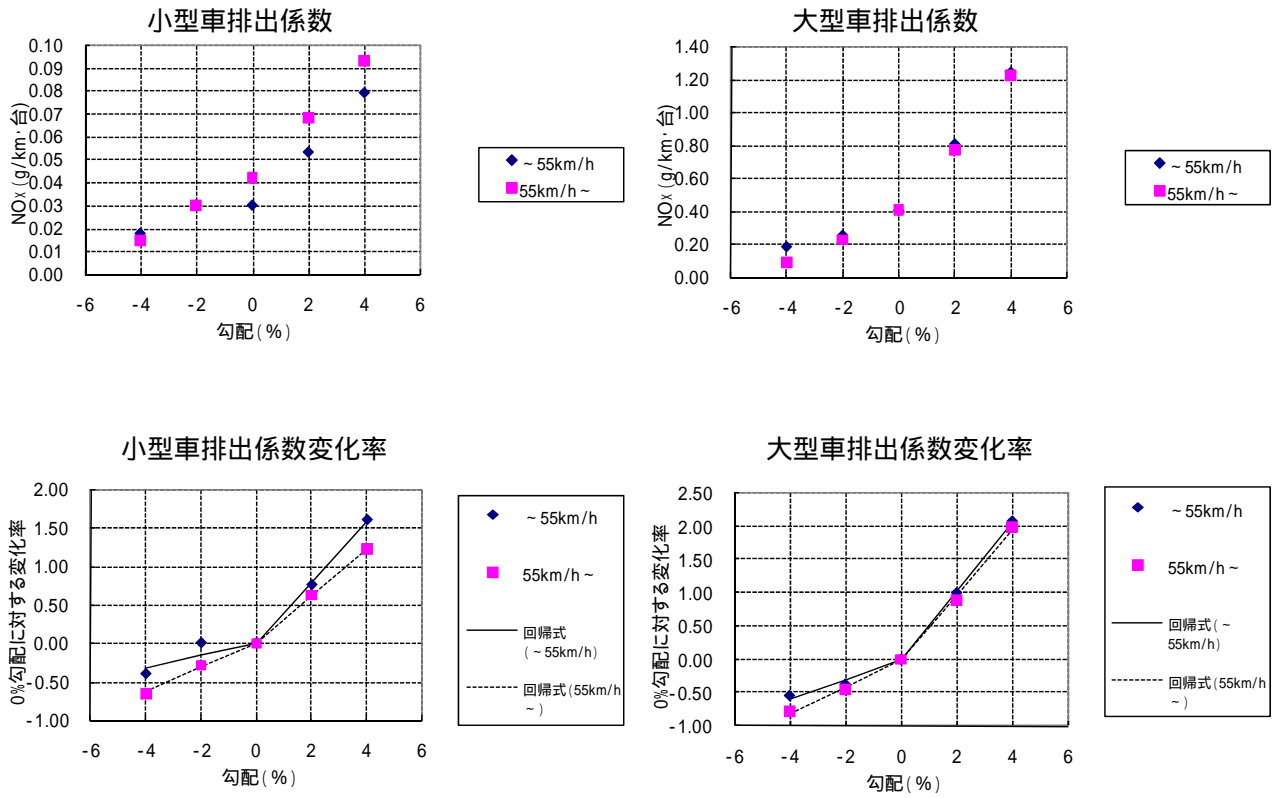 小型車排出係数
0.10
0.09
0.08
0.07
0.06
0.05
0.04
0.03
0.02
0.01
0.00
NOx (g/km·台)
-6 -4 -2 0 2 4 6
勾配(%)
~55km/h
55km/h~
大型車排出係数
1.40
1.20
1.00
0.80
0.60
0.40
0.20
0.00
NOx (g/km·台)
-6 -4 -2 0 2 4 6
勾配(%)
~55km/h
55km/h~
小型車排出係数変化率
2.00
1.50
1.00
0.50
0.00
-0.50
-1.00
0%勾配に対する変化率
-6 -4 -2 0 2 4 6
勾配(%)
~55km/h
55km/h~
回帰式
(~55km/h)
回帰式(55km/h
~)
大型車排出係数変化率
2.50
2.00
1.50
1.00
0.50
0.00
-0.50
-1.00
0%勾配に対する変化率
-6 -4 -2 0 2 4 6
勾配(%)
~55km/h
55km/h~
回帰式(~
55km/h)
回帰式(55km/h
~)